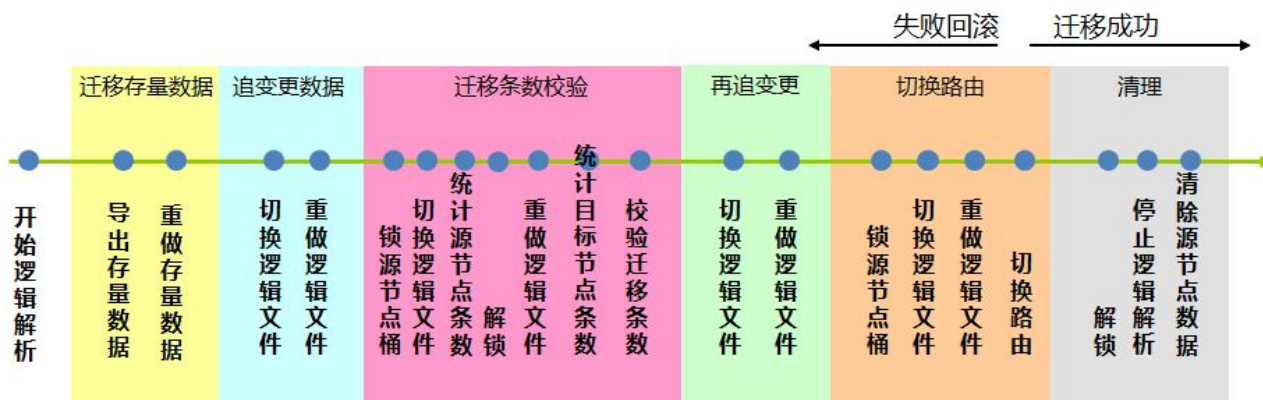 失败回滚
迁移成功
迁移存量数据
追变更数据
迁移条数校验
再追变更
切换路由
清理
开始逻辑解析
导出存量数据
重做存量数据
切换逻辑文件
重做逻辑文件
锁源节点桶
切换逻辑文件
统计源节点条数
解锁
重做逻辑文件
统计目标节点条数
校验迁移条数
切换逻辑文件
重做逻辑文件
锁源节点桶
切换逻辑文件
重做逻辑文件
切换路由
解锁
停止逻辑解析
清除源节点数据